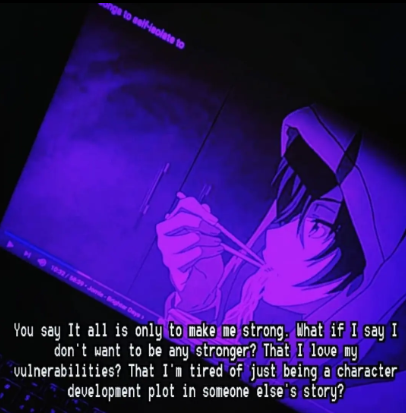 ongs to self-isolate to
You say It all is only to make me strong. What if I say I
don't want to be any stronger? That I love my
vulnerabilities? That I'm tired of just being a character
development plot in someone else's story?